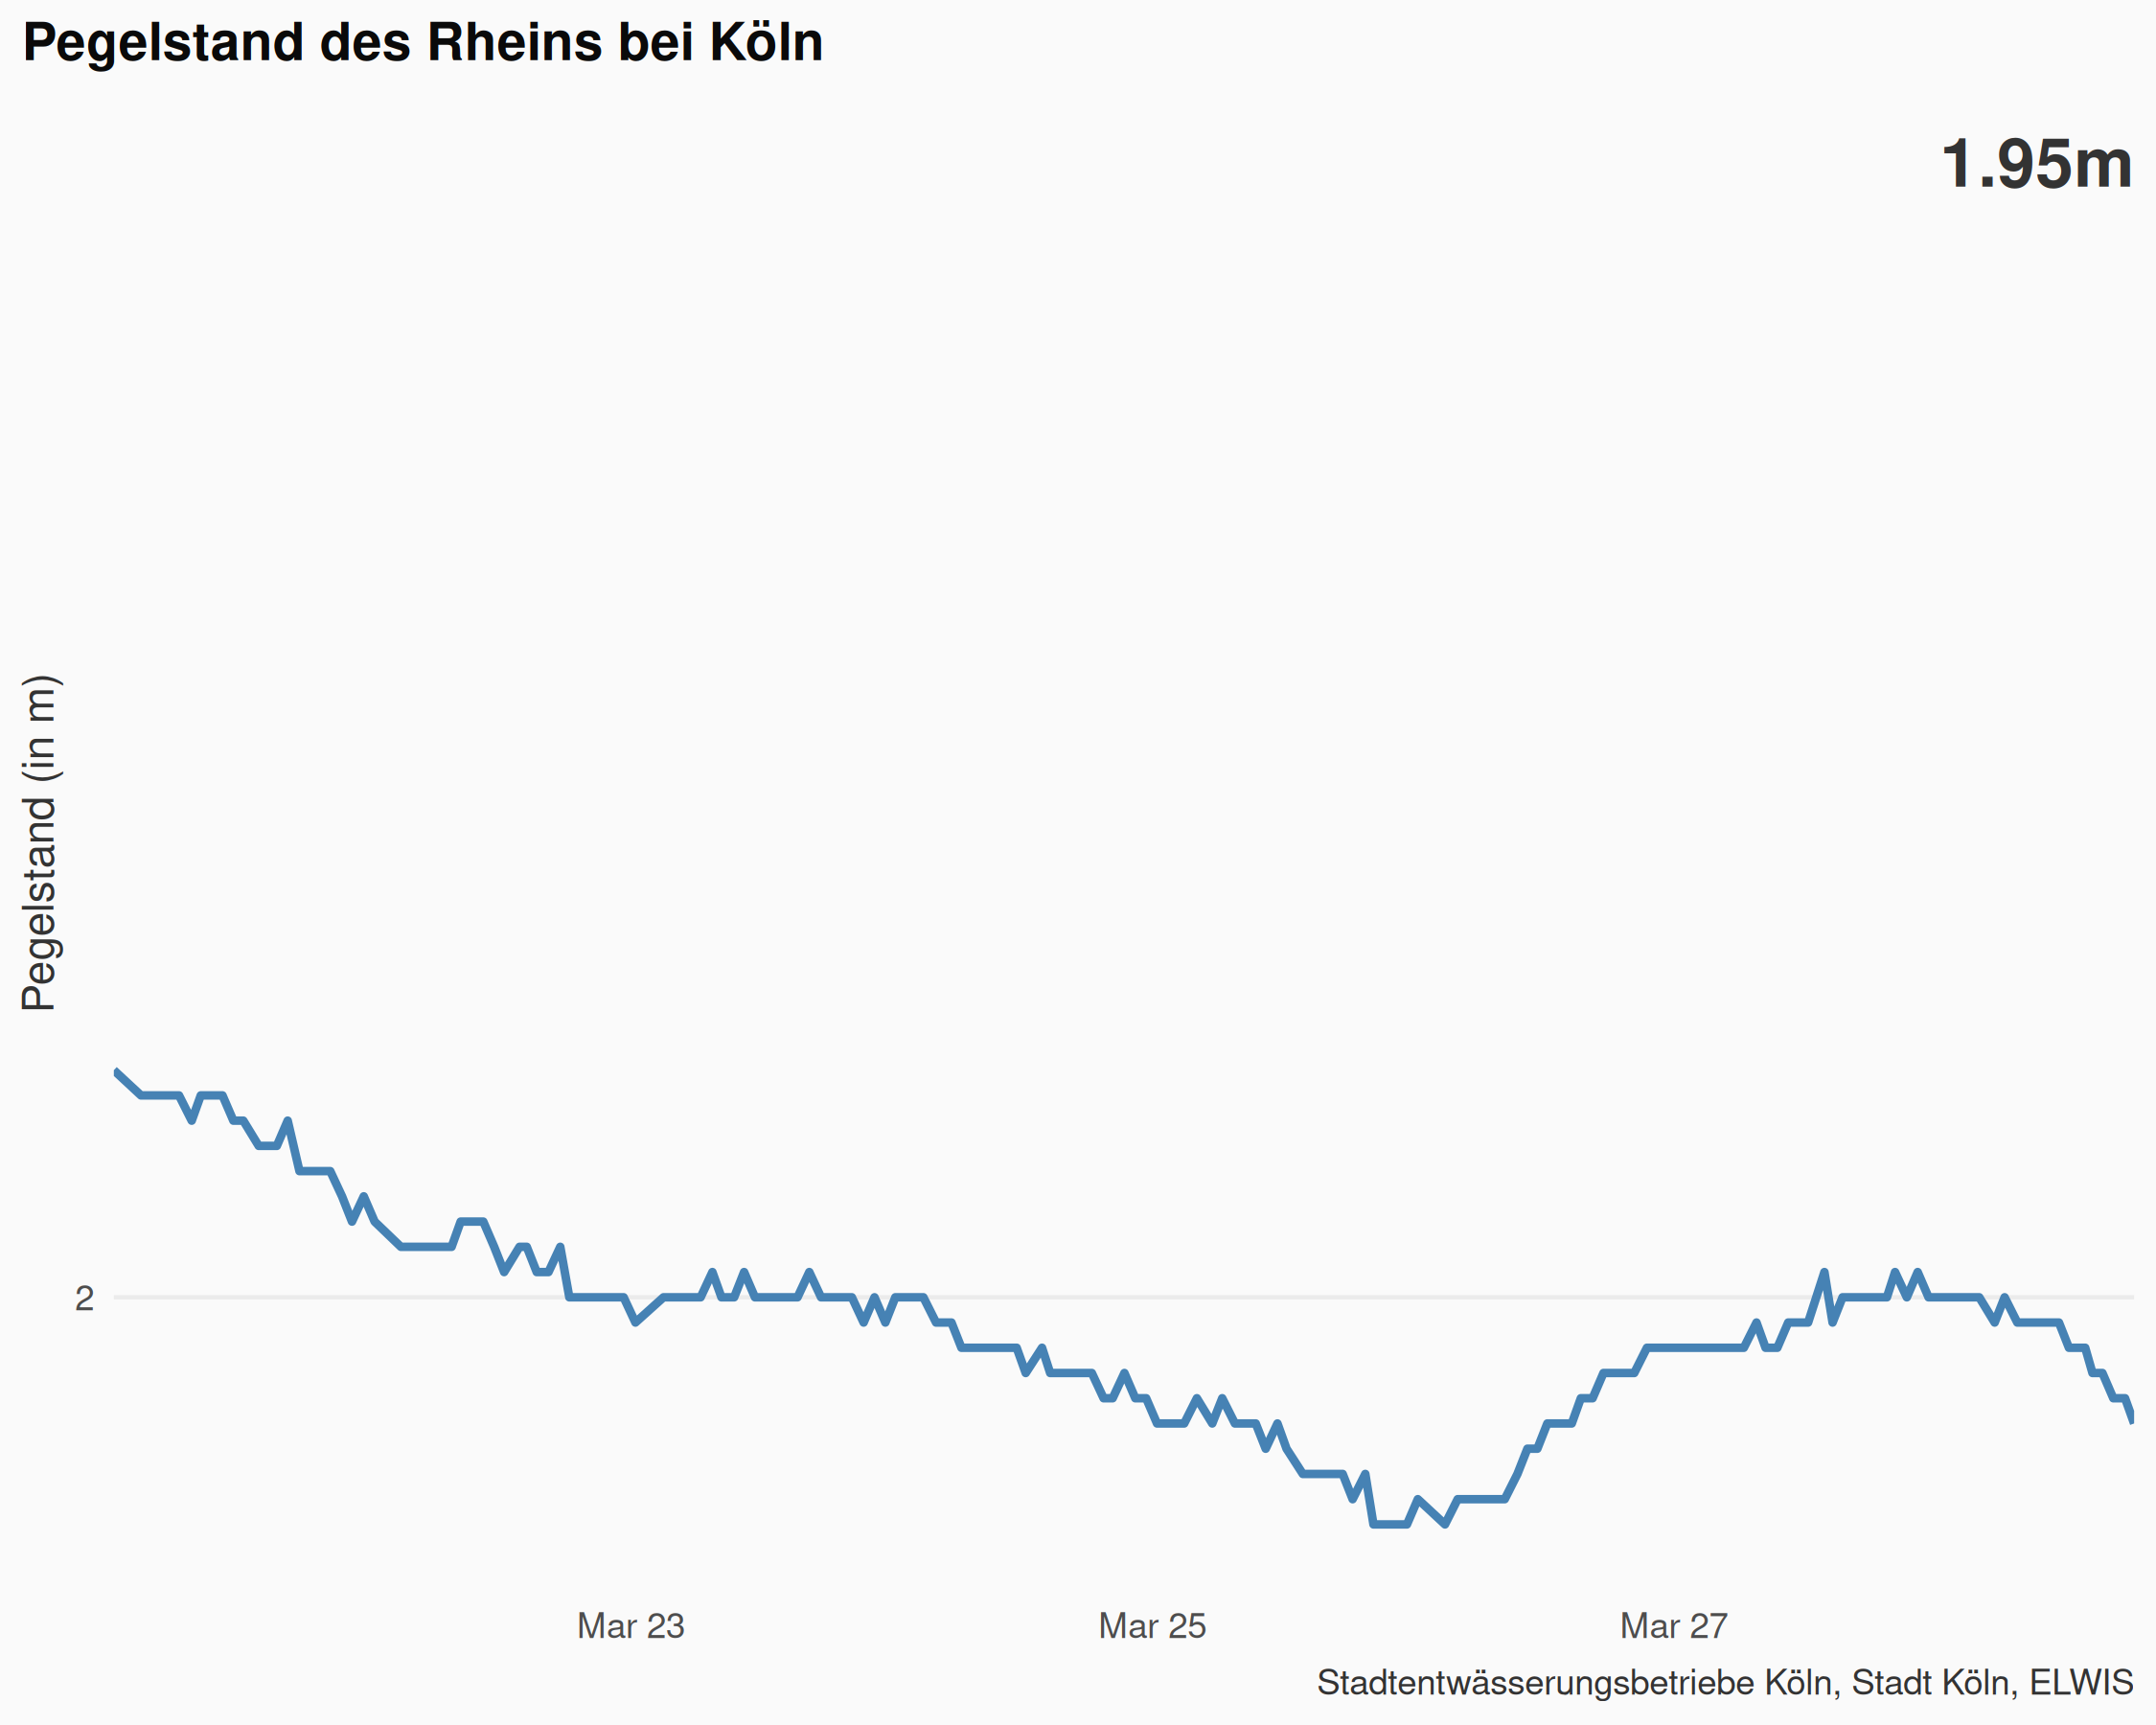 Pegelstand des Rheins bei Köln
1.95m
Pegelstand (in m)
2
Mar 23
Mar 25
Mar 27
Stadtentwässerungsbetriebe Köln, Stadt Köln, ELWIS